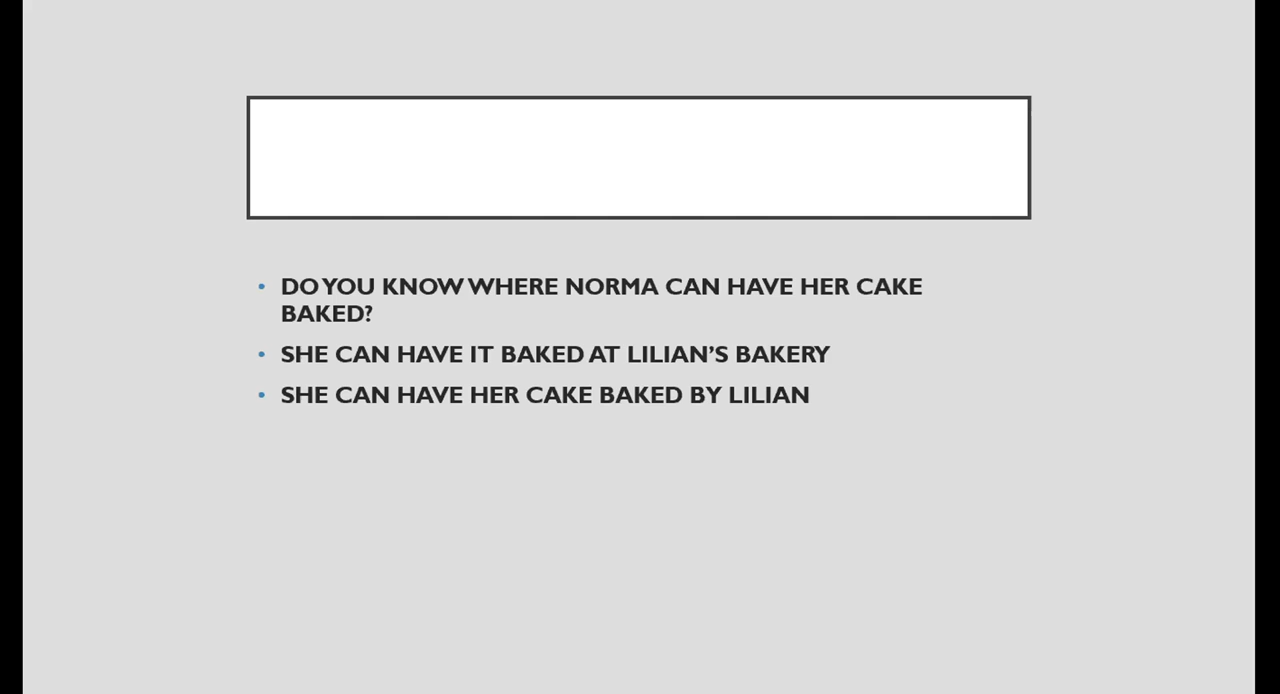 • DO YOU KNOW WHERE NORMA CAN HAVE HER CAKE
BAKED?
• SHE CAN HAVE IT BAKED AT LILIAN’S BAKERY
• SHE CAN HAVE HER CAKE BAKED BY LILIAN